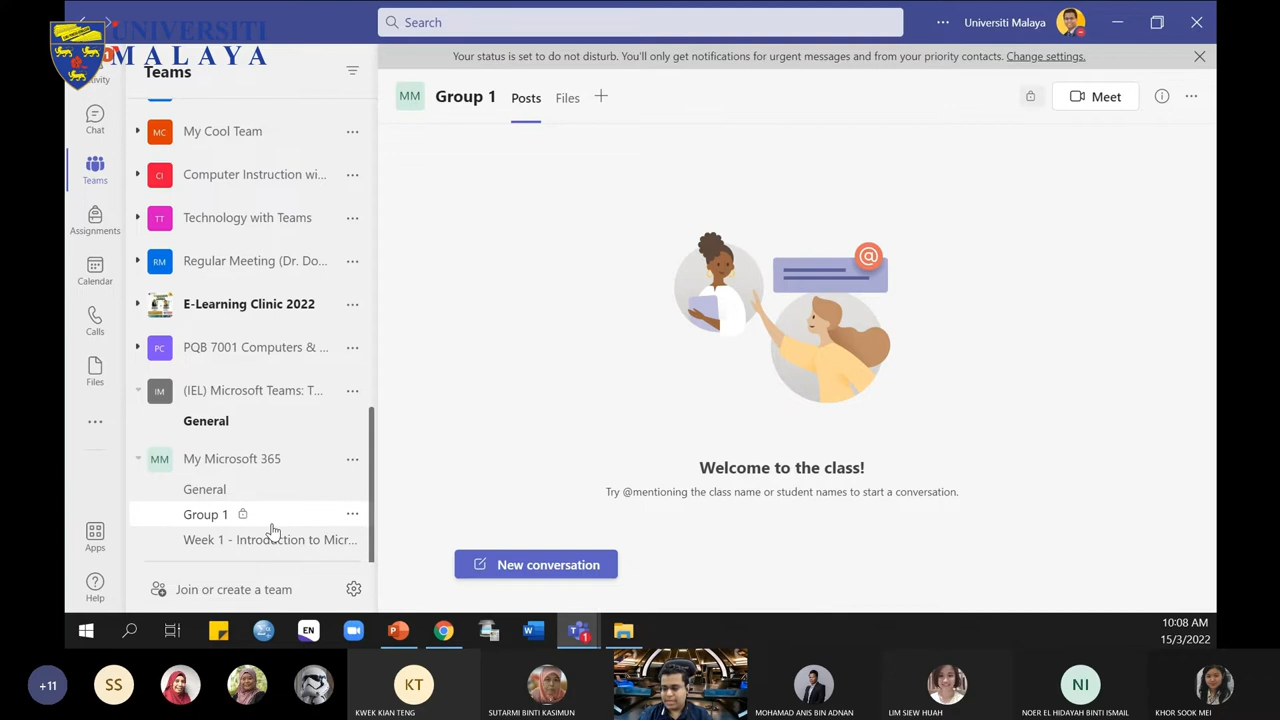 UNIVERSITI
MALAYA
Search
Universiti Malaya
Your status is set to do not disturb. You'll only get notifications for urgent messages and from your priority contacts. Change settings.
Teams
Chat
Teams
Assignments
Calendar
Calls
Files
Apps
Help
MC My Cool Team
CI Computer Instruction wi...
TT Technology with Teams
RM Regular Meeting (Dr. Do...
E-Learning Clinic 2022
PC PQB 7001 Computers & ...
IM (IEL) Microsoft Teams: T...
General
MM My Microsoft 365
General
Group 1
Week 1 - Introduction to Micr...
Join or create a team
MM Group 1 Posts Files
Meet
@
Welcome to the class!
Try @mentioning the class name or student names to start a conversation.
New conversation
EN
1
10:08 AM
15/3/2022
+11
SS
KT
KWEK KIAN TENG
SUTARMI BINTI KASIMUN
MOHAMAD ANIS BIN ADNAN
LIM SIEW HUAH
NI
NOER EL HIDAYAH BINTI ISMAIL
KHOR SOOK MEI